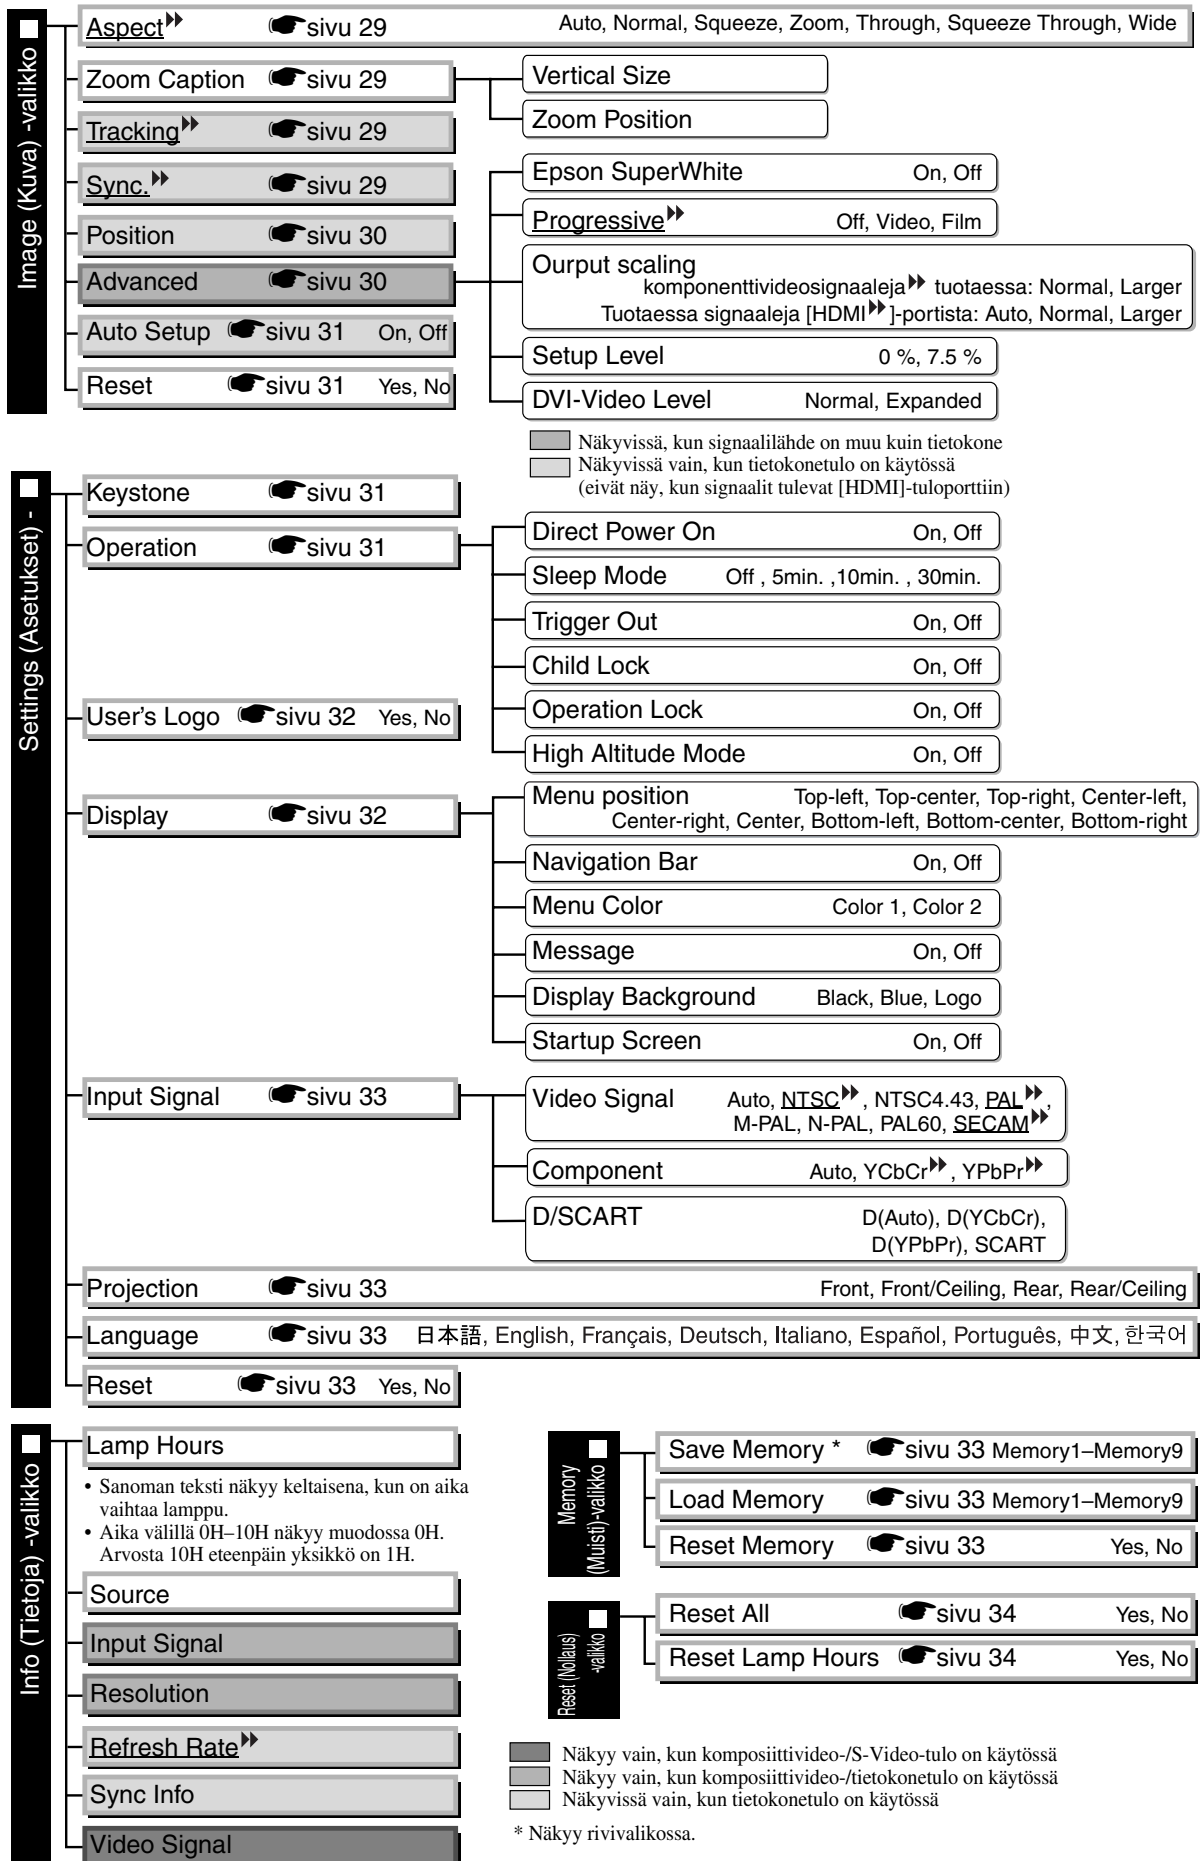 Image (Kuva) -valikko
Aspect sivu 29 Auto, Normal, Squeeze, Zoom, Through, Squeeze Through, Wide
Zoom Caption sivu 29
Vertical Size
Zoom Position
Tracking sivu 29
Sync. sivu 29
Position sivu 30
Advanced sivu 30
Epson SuperWhite On, Off
Progressive Off, Video, Film
Ourput scaling
komponenttivideosignaaleja tuotaessa: Normal, Larger
Tuotaessa signaaleja [HDMI]-portista: Auto, Normal, Larger
Setup Level 0 %, 7.5 %
DVI-Video Level Normal, Expanded
Auto Setup sivu 31 On, Off
Reset sivu 31 Yes, No
Näkyvissä, kun signaalilähde on muu kuin tietokone
Näkyvissä vain, kun tietokonetulo on käytössä
(eivät näy, kun signaalit tulevat [HDMI]-tuloporttiin)
Settings (Asetukset) -
Keystone sivu 31
Operation sivu 31
Direct Power On On, Off
Sleep Mode Off , 5min. ,10min. , 30min.
Trigger Out On, Off
Child Lock On, Off
Operation Lock On, Off
High Altitude Mode On, Off
User's Logo sivu 32 Yes, No
Display sivu 32
Menu position Top-left, Top-center, Top-right, Center-left,
Center-right, Center, Bottom-left, Bottom-center, Bottom-right
Navigation Bar On, Off
Menu Color Color 1, Color 2
Message On, Off
Display Background Black, Blue, Logo
Startup Screen On, Off
Input Signal sivu 33
Video Signal Auto, NTSC, NTSC4.43, PAL,
M-PAL, N-PAL, PAL60, SECAM
Component Auto, YCbCr, YPbPr
D/SCART D(Auto), D(YCbCr),
D(YPbPr), SCART
Projection sivu 33 Front, Front/Ceiling, Rear, Rear/Ceiling
Language sivu 33 日本語, English, Français, Deutsch, Italiano, Español, Português, 中文, 한국어
Reset sivu 33 Yes, No
Info (Tietoja) -valikko
Lamp Hours
• Sanoman teksti näkyy keltaisena, kun on aika
vaihtaa lamppu.
• Aika välillä 0H–10H näkyy muodossa 0H.
Arvosta 10H eteenpäin yksikkö on 1H.
Source
Input Signal
Resolution
Refresh Rate
Sync Info
Video Signal
Memory
(Muisti)-valikko
Save Memory * sivu 33 Memory1–Memory9
Load Memory sivu 33 Memory1–Memory9
Reset Memory sivu 33 Yes, No
Reset (Nollaus)
-valikko
Reset All sivu 34 Yes, No
Reset Lamp Hours sivu 34 Yes, No
Näkyy vain, kun komposiittivideo-/S-Video-tulo on käytössä
Näkyy vain, kun komposiittivideo-/tietokonetulo on käytössä
Näkyvissä vain, kun tietokonetulo on käytössä
* Näkyy rivivalikossa.